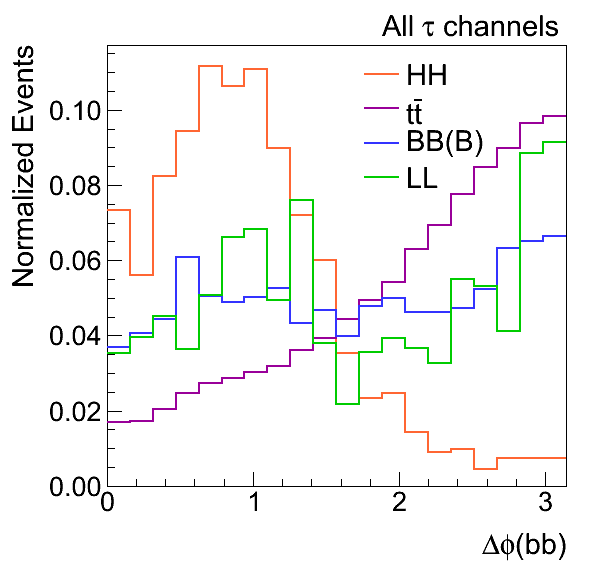 All τ channels
Normalized Events
HH
tt̄
BB(B)
LL
0.10
0.08
0.06
0.04
0.02
0.00
0 1 2 3
Δϕ(bb)